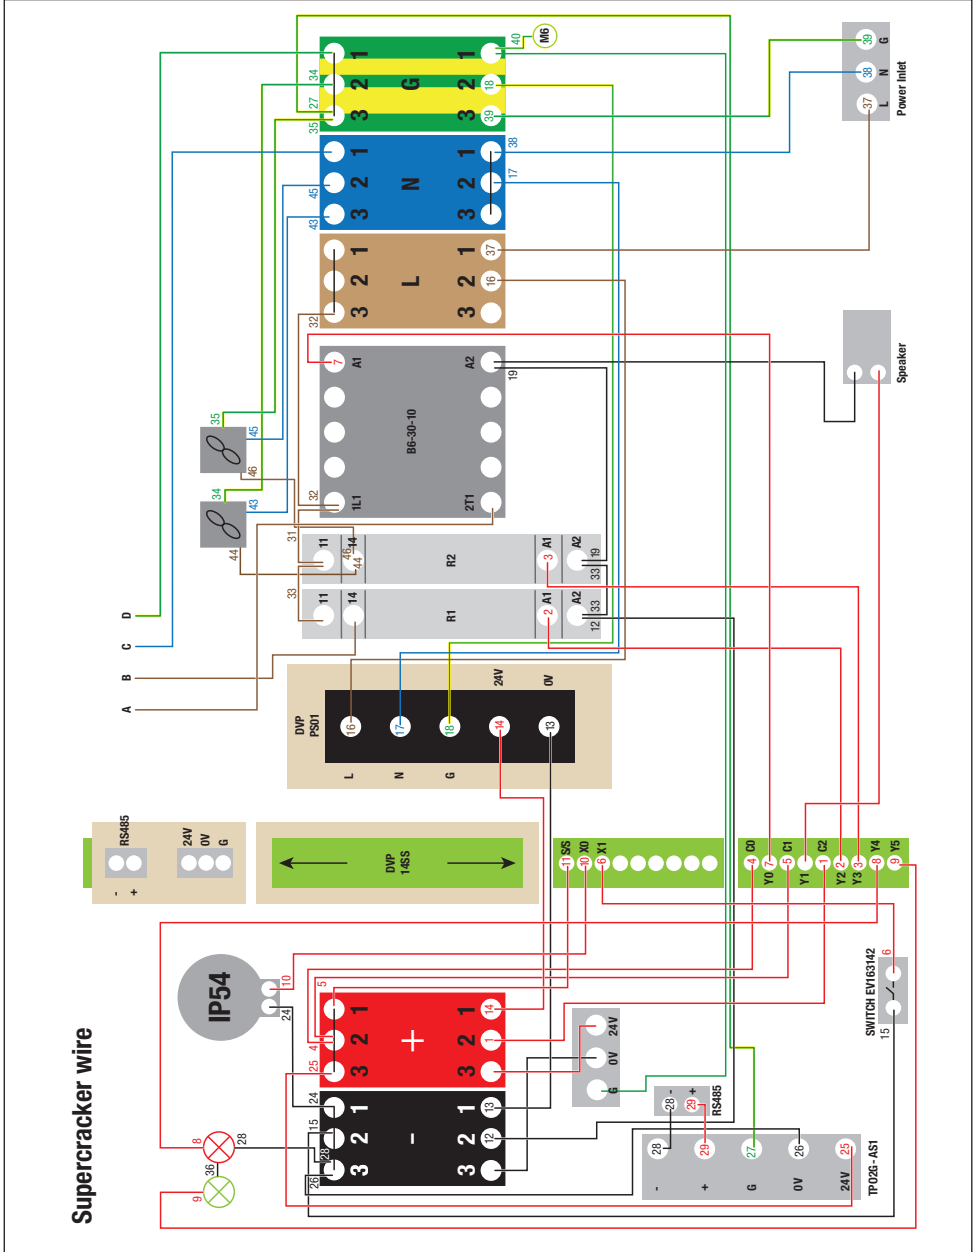 Supercracker wire
A
B
C
D
44
34
43
46
35
45
33
31
35
27
34
1
2
3
G
1
2
3
40
M6
18
39
45
43
1
2
3
N
1
2
3
38
17
32
1
2
3
L
1
2
3
37
16
7
A1
B6-30-10
A2
19
32
1L1
2T1
11
14
46
44
R2
3
A1
A2
33
19
11
14
R1
2
A1
A2
12
33
39
38
37
G
N
L
Power Inlet
Speaker
DVP
PS01
16
17
18
14
13
L
N
G
24V
0V
RS485
-
+
24V
0V
G
DVP
14SS
11
10
6
S/S
X0
X1
4
7
5
1
2
3
8
9
C0
Y0
C1
Y1
C2
Y2
Y3
Y4
Y5
IP54
10
24
5
4
25
1
2
3
+
1
2
3
14
1
24
15
28
26
1
2
3
-
1
2
3
13
12
8
28
36
9
24V
0V
G
SWITCH EV163142
6
15
28
29
-
+
RS485
28
29
27
26
25
-
+
G
0V
24V
TP02G - AS1